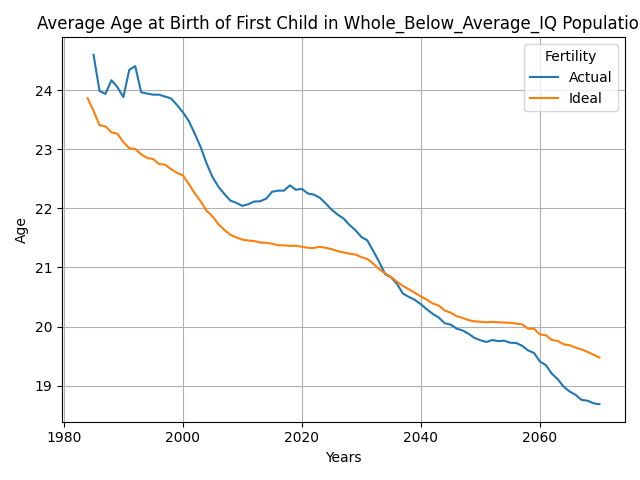 Average Age at Birth of First Child in Whole_Below_Average_IQ Populatio
Fertility
Actual
Ideal
24
23
22
21
20
19
Age
1980
2000
2020
2040
2060
Years